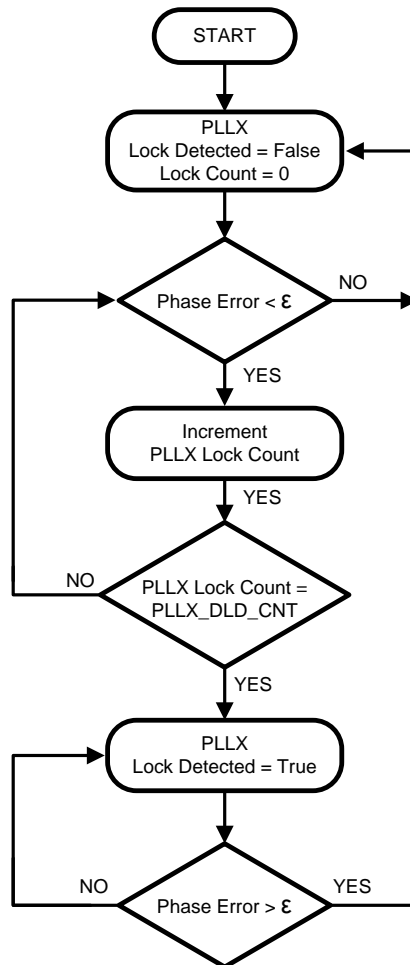 START
PLLX
Lock Detected = False
Lock Count = 0
Phase Error < ε
NO
YES
Increment
PLLX Lock Count
YES
NO
PLLX Lock Count =
PLLX_DLD_CNT
YES
PLLX
Lock Detected = True
NO
Phase Error > ε
YES